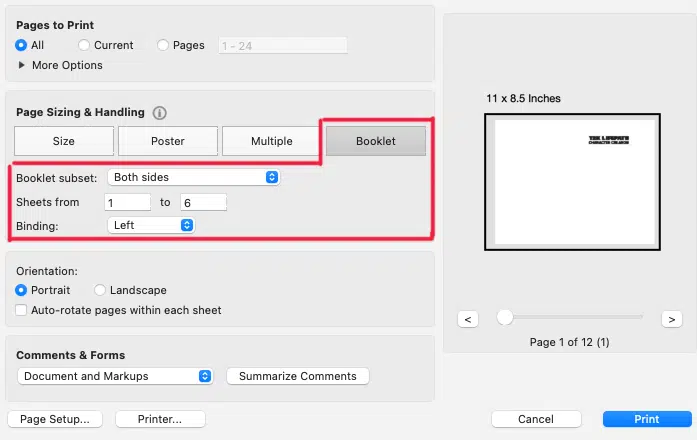 Pages to Print
All Current Pages 1 - 24
More Options
Page Sizing & Handling
Size Poster Multiple Booklet
Booklet subset: Both sides
Sheets from 1 to 6
Binding: Left
Orientation:
Portrait Landscape
Auto-rotate pages within each sheet
Comments & Forms
Document and Markups Summarize Comments
Page Setup... Printer...
11 x 8.5 Inches
THE LIFEPATH
CHARACTER CREATION
< >
Page 1 of 12 (1)
Cancel Print